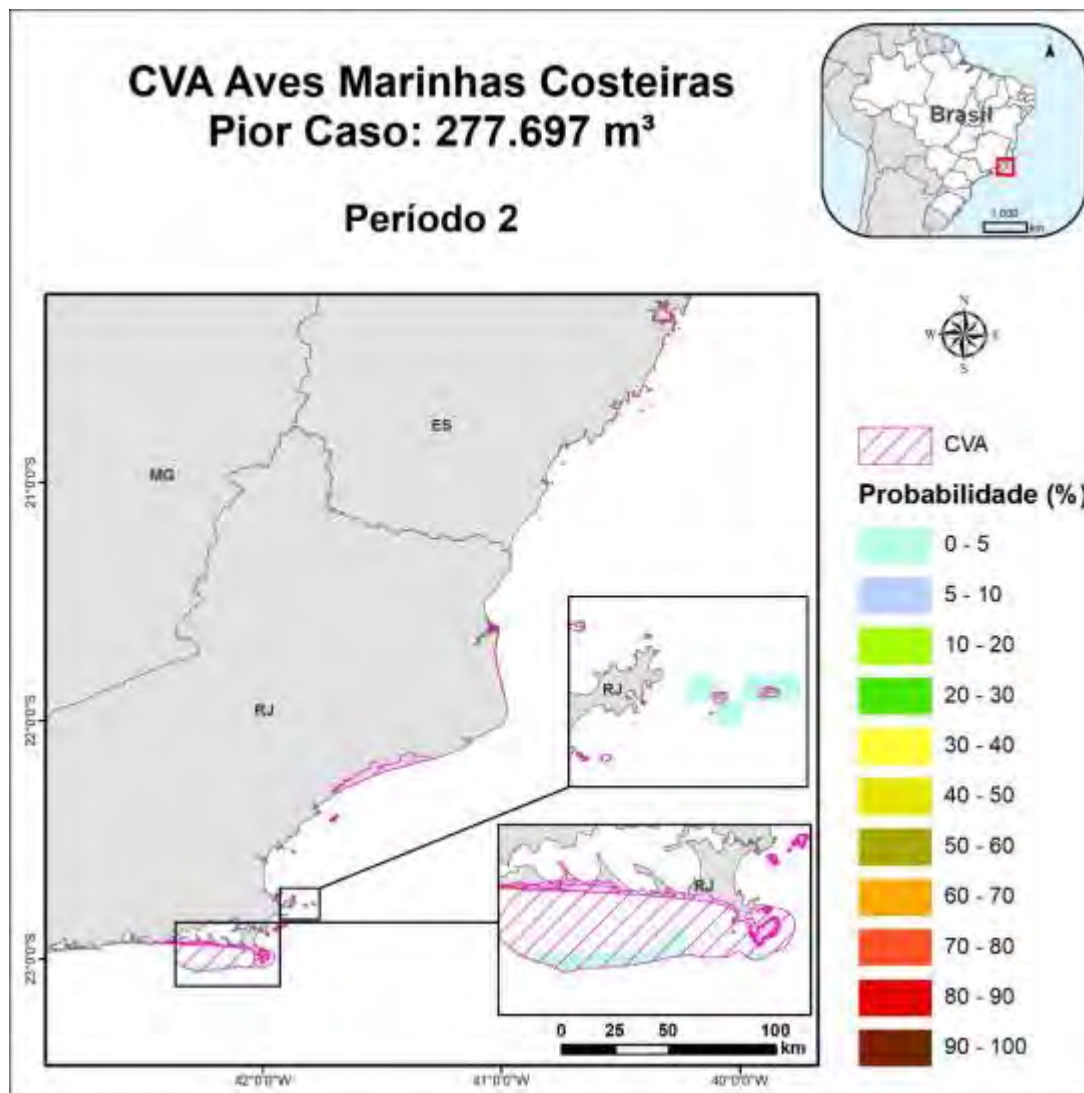 CVA Aves Marinhas Costeiras
Pior Caso: 277.697 m³
Período 2
Brasil
1.000
km
N
W
E
S
ES
MG
RJ
RJ
RJ
21°0'0"S
22°0'0"S
23°0'0"S
42°0'0"W
41°0'0"W
40°0'0"W
0 25 50 100
km
CVA
Probabilidade (%)
0 - 5
5 - 10
10 - 20
20 - 30
30 - 40
40 - 50
50 - 60
60 - 70
70 - 80
80 - 90
90 - 100